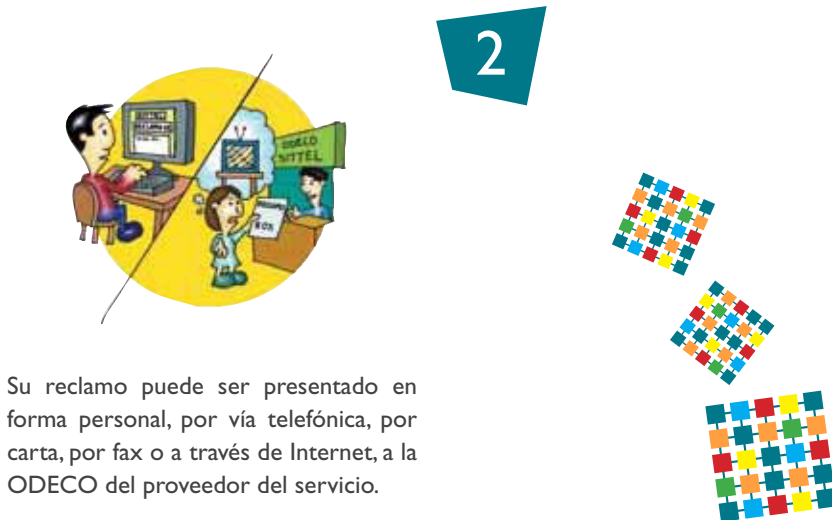 2
ODECO
SITTEL
Su reclamo puede ser presentado en
forma personal, por vía telefónica, por
carta, por fax o a través de Internet, a la
ODECO del proveedor del servicio.